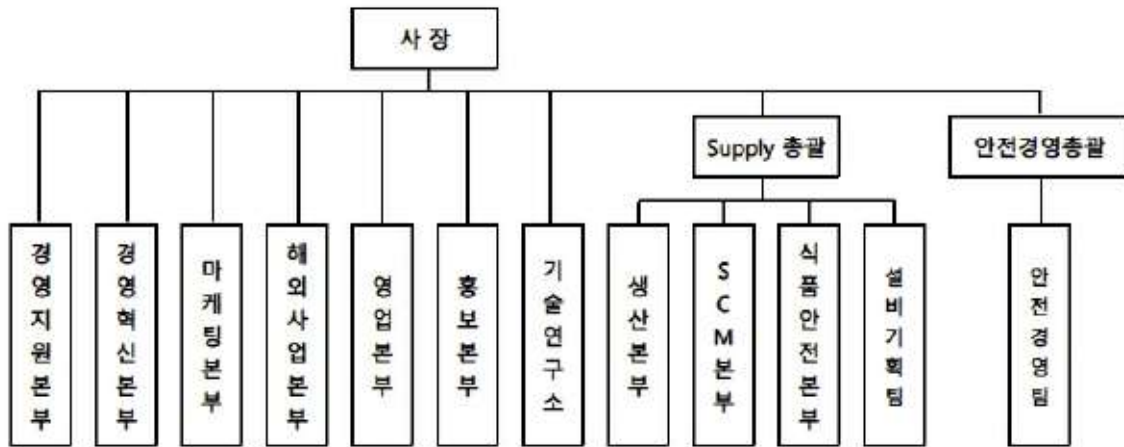 사 장
Supply 총괄
안전경영총괄
경영지원본부
경영혁신본부
마케팅본부
해외사업본부
영업본부
홍보본부
기술연구소
생산본부
SCM본부
식품안전본부
설비기획팀
안전경영팀